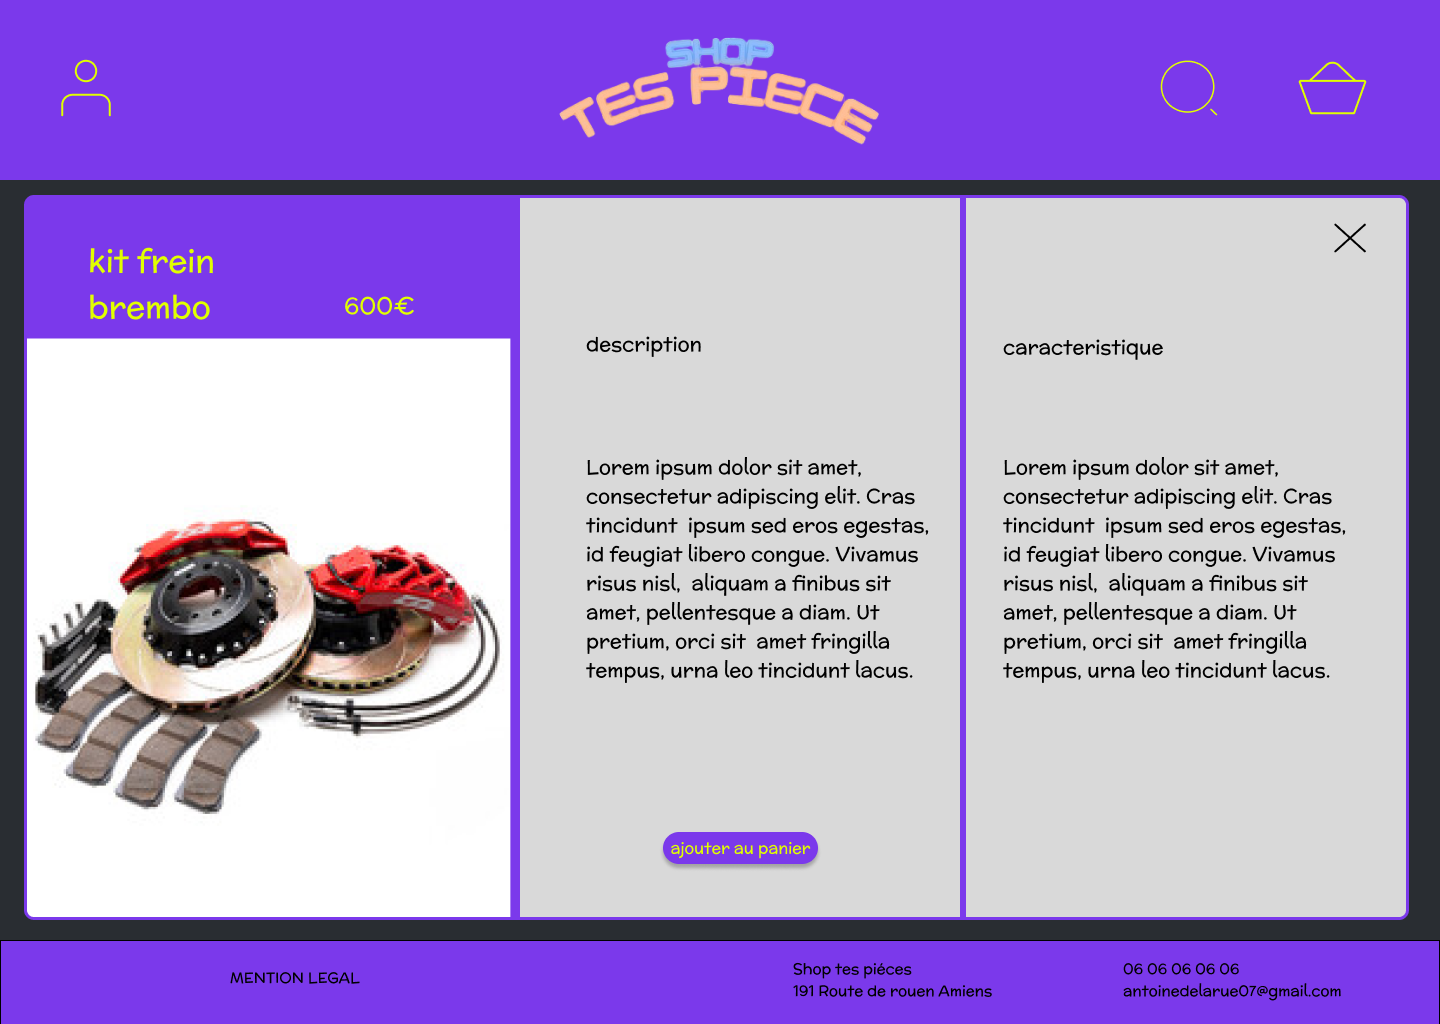 SHOP
TES PIECE
kit frein
brembo
600€
description
Lorem ipsum dolor sit amet,
consectetur adipiscing elit. Cras
tincidunt  ipsum sed eros egestas,
id feugiat libero congue. Vivamus
risus nisl,  aliquam a finibus sit
amet, pellentesque a diam. Ut
pretium, orci sit  amet fringilla
tempus, urna leo tincidunt lacus.
ajouter au panier
caracteristique
Lorem ipsum dolor sit amet,
consectetur adipiscing elit. Cras
tincidunt  ipsum sed eros egestas,
id feugiat libero congue. Vivamus
risus nisl,  aliquam a finibus sit
amet, pellentesque a diam. Ut
pretium, orci sit  amet fringilla
tempus, urna leo tincidunt lacus.
MENTION LEGAL
Shop tes piéces
191 Route de rouen Amiens
06 06 06 06 06
antoinedelarue07@gmail.com